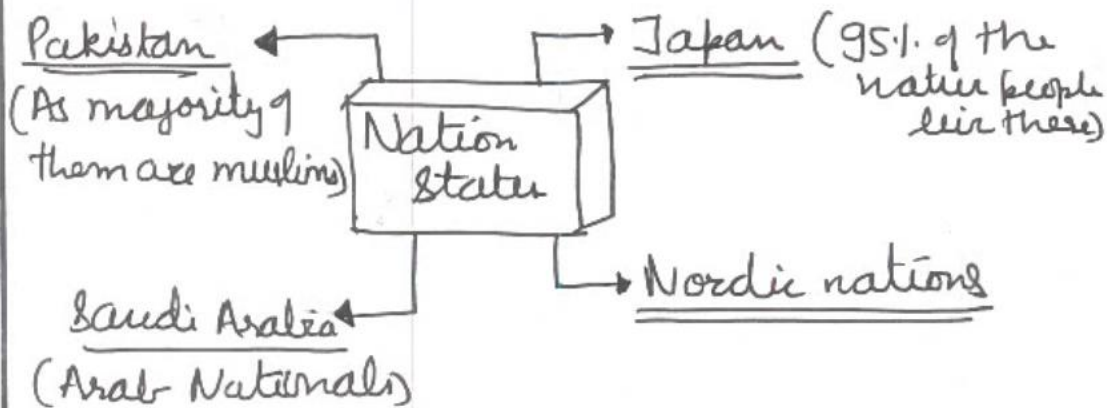 Pakistan
(As majority of
them are muslims)
Japan (95% of the
native people
live there)
Nation
States
Saudi Arabia
(Arab Nationals)
Nordic nations